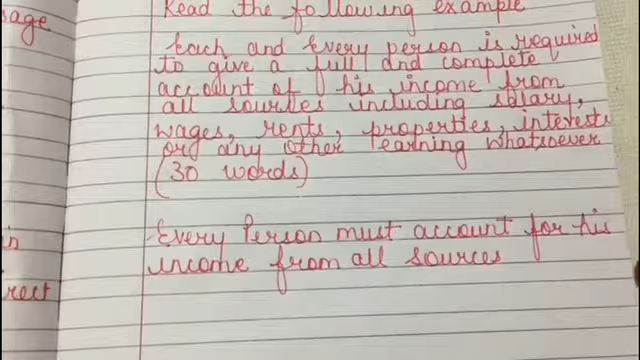 sage
Read the following example
Each and Every person is required
to give a full and complete
account of his income from
all sources including salary,
wages, rents, properties, interests
or any other earning whatsoever
(30 words)
Every Person must account for his
in
income from all sources
rect